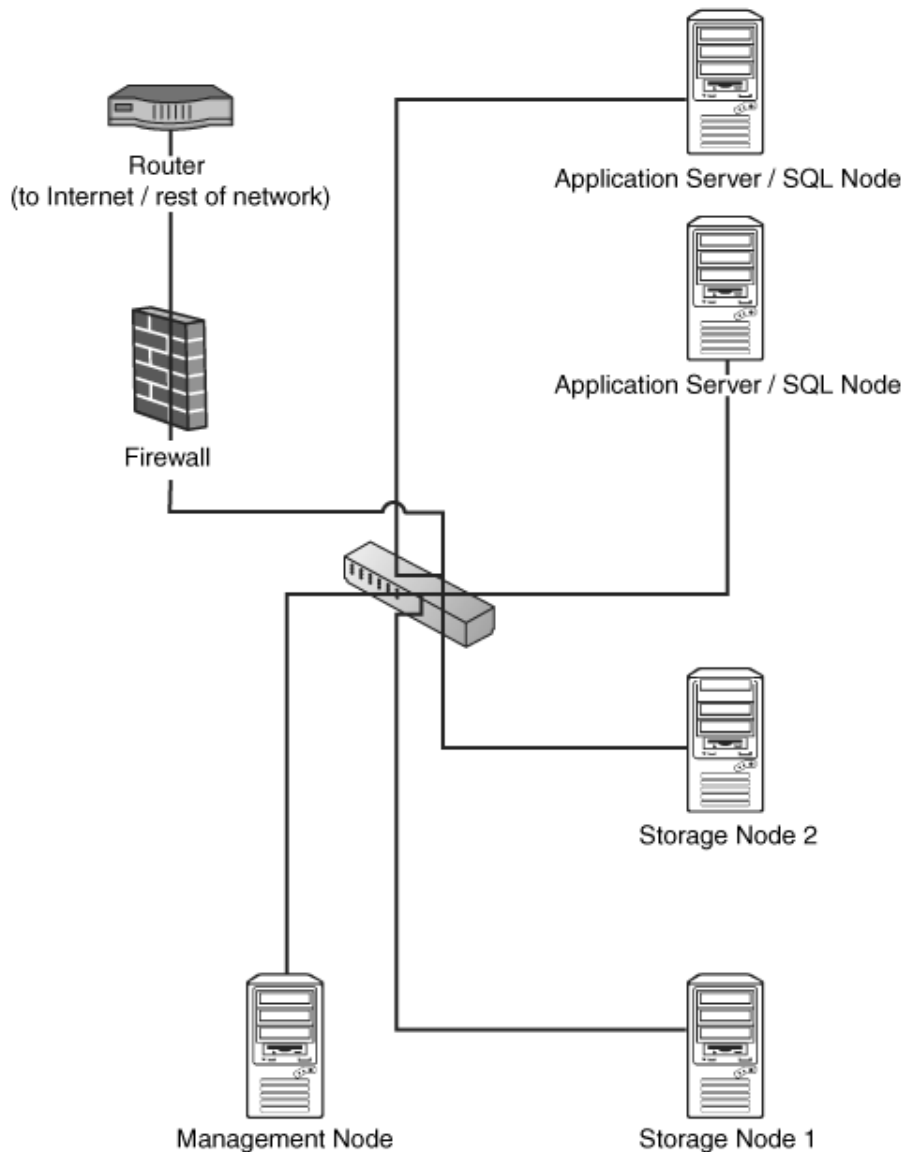 Router
(to Internet / rest of network)
Application Server / SQL Node
Application Server / SQL Node
Firewall
Storage Node 2
Management Node
Storage Node 1